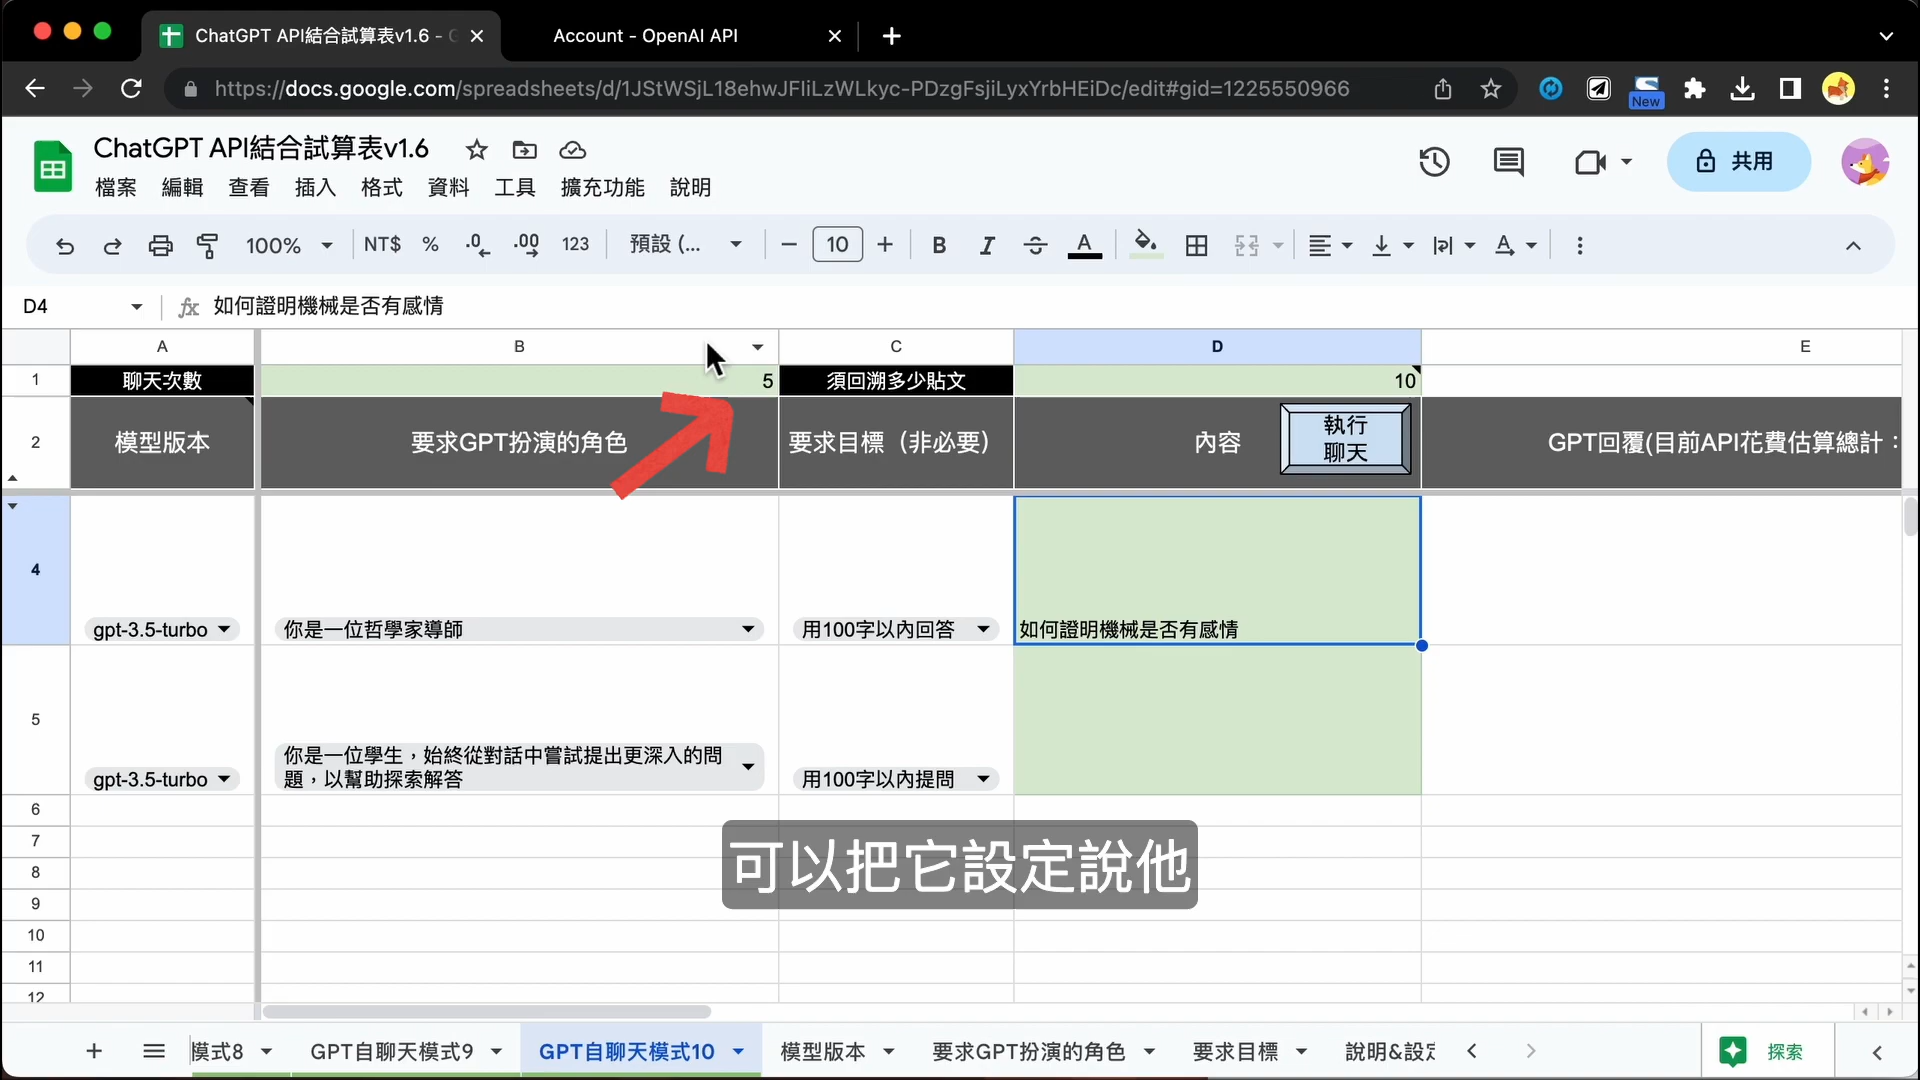 ChatGPT API結合試算表v1.6 -
Account - OpenAI API
https://docs.google.com/spreadsheets/d/1JStWSjL18ehwJFIiLzWLkyc-PDzgFsjiLyxYrbHEiDc/edit#gid=1225550966
New
ChatGPT API結合試算表v1.6
檔案 編輯 查看 插入 格式 資料 工具 擴充功能 說明
共用
100% NT$ % .0 .00 123 預設 (... 10 B I A A
D4 fx 如何證明機械是否有感情
A B C D E
1 聊天次數 5 須回溯多少貼文 10
2 模型版本 要求GPT扮演的角色 要求目標（非必要） 內容 執行
聊天 GPT回覆(目前API花費估算總計：
4 gpt-3.5-turbo 你是一位哲學家導師 用100字以內回答 如何證明機械是否有感情
5 gpt-3.5-turbo 你是一位學生，始終從對話中嘗試提出更深入的問
題，以幫助探索解答 用100字以內提問
6
7
可以把它設定說他
8
9
10
11
12
模式8 GPT自聊天模式9 GPT自聊天模式10 模型版本 要求GPT扮演的角色 要求目標 說明&設定 探索